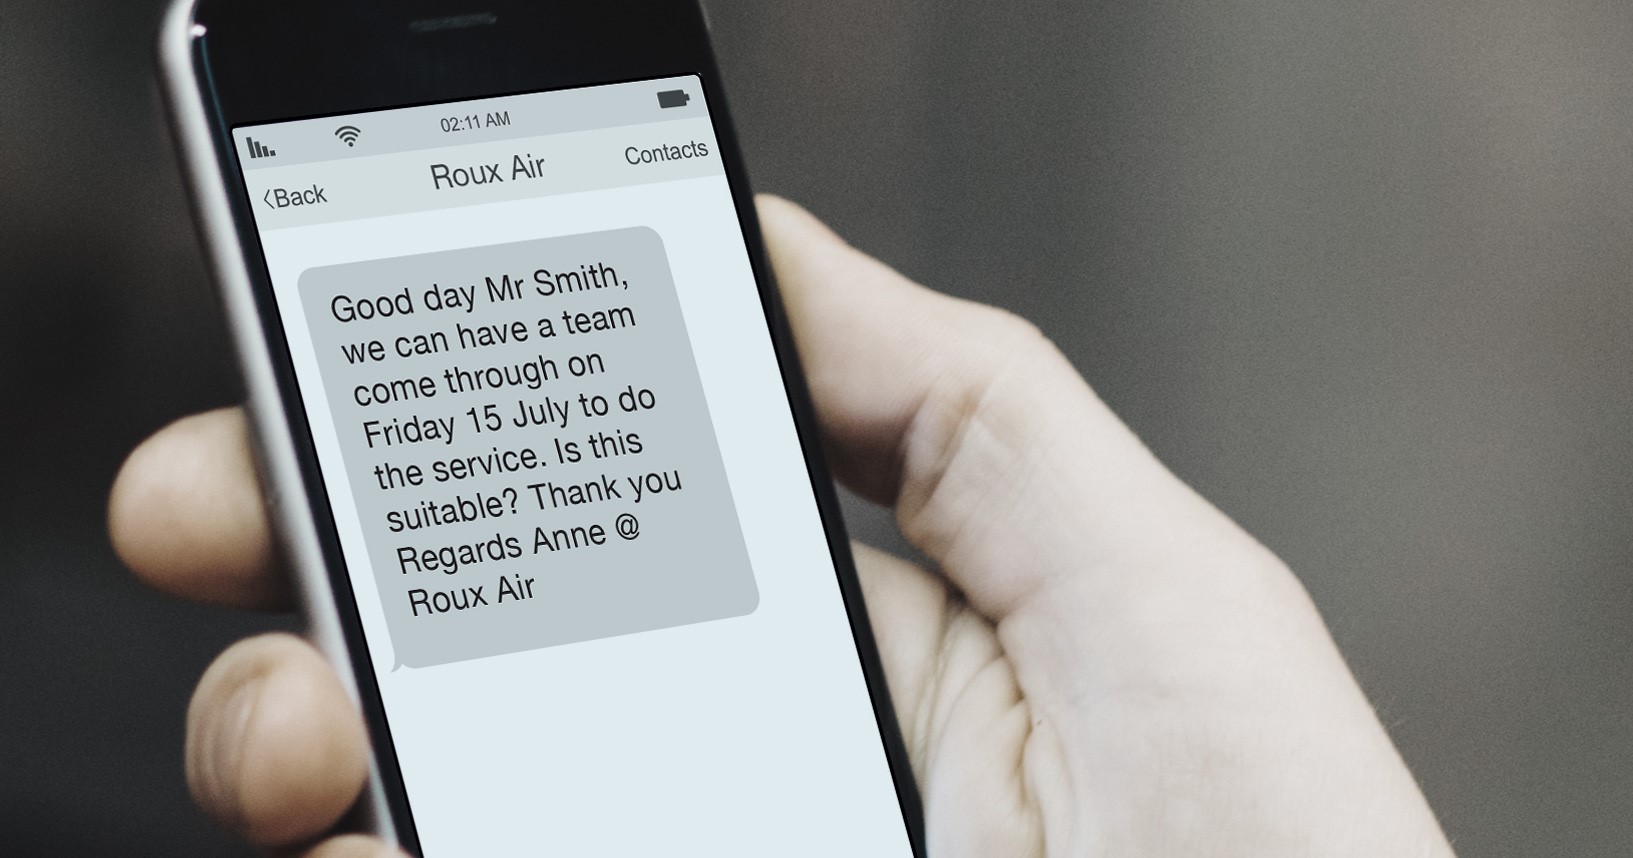 02:11 AM
<Back
Roux Air
Contacts
Good day Mr Smith,
we can have a team
come through on
Friday 15 July to do
the service. Is this
suitable? Thank you
Regards Anne @
Roux Air